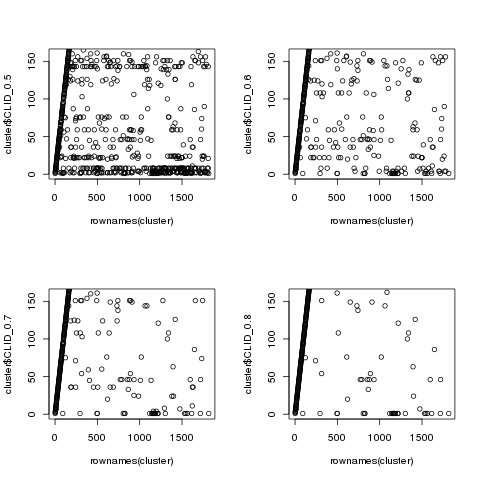 cluster$CLID_0.5
150
100
50
0
0 500 1000 1500
rownames(cluster)
cluster$CLID_0.6
150
100
50
0
0 500 1000 1500
rownames(cluster)
cluster$CLID_0.7
150
100
50
0
0 500 1000 1500
rownames(cluster)
cluster$CLID_0.8
150
100
50
0
0 500 1000 1500
rownames(cluster)